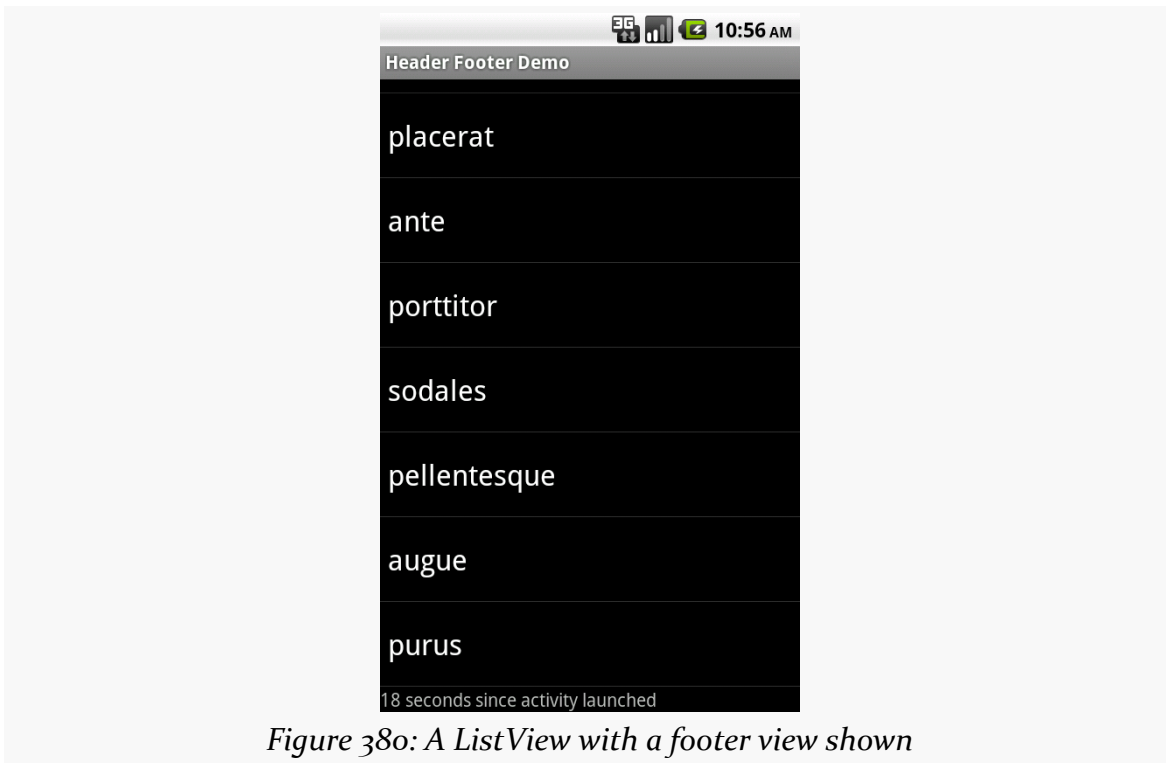 3G 10:56 AM
Header Footer Demo
placerat
ante
porttitor
sodales
pellentesque
augue
purus
18 seconds since activity launched
Figure 380: A ListView with a footer view shown